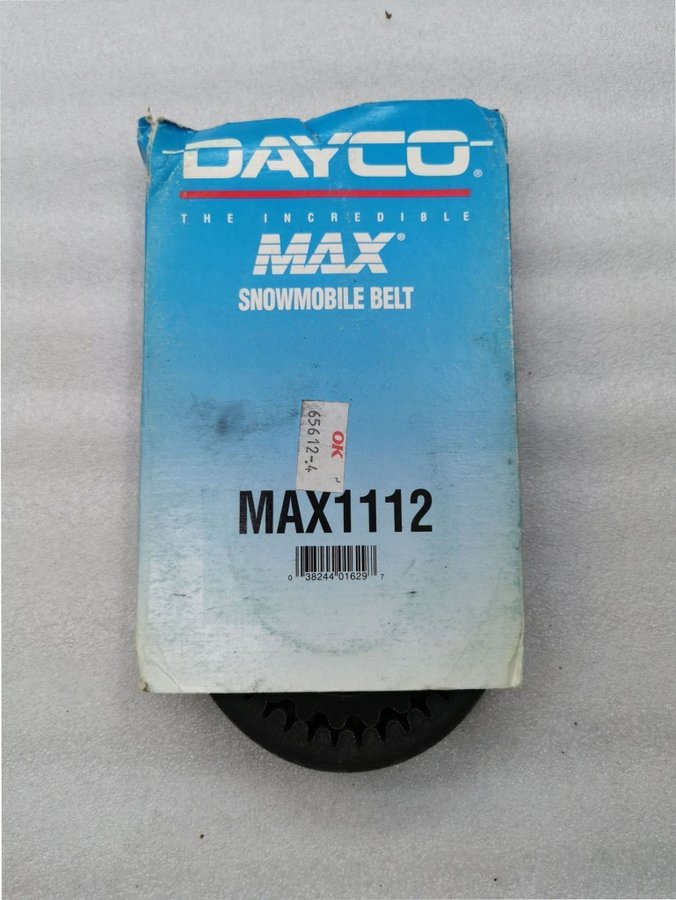 DAYCO®
THE INCREDIBLE
MAX®
SNOWMOBILE BELT
OK
65612-4
MAX1112
0 38244 01629 7